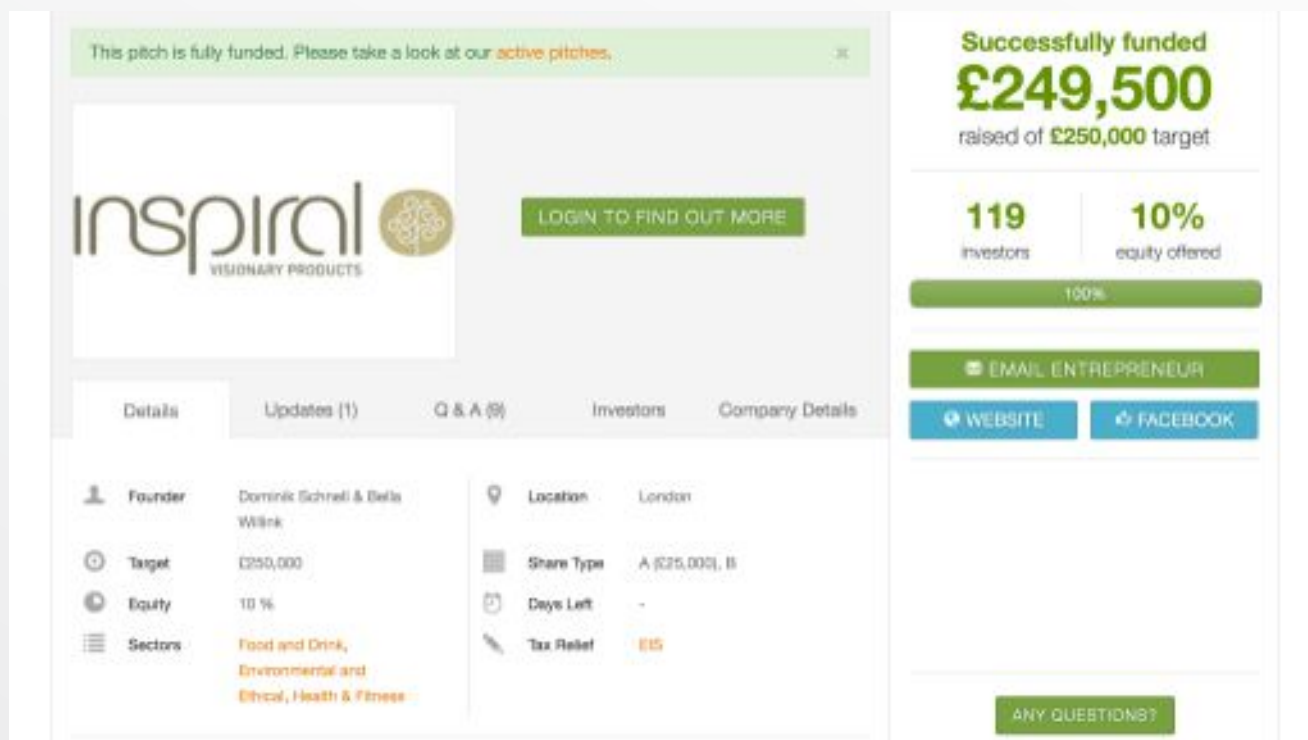 This pitch is fully funded. Please take a look at our active pitches.
×
inspiral
VISIONARY PRODUCTS
LOGIN TO FIND OUT MORE
Details
Updates (1)
Q & A (9)
Investors
Company Details
Founder
Dominik Schnell & Bella
Willink
Target
£250,000
Equity
10 %
Sectors
Food and Drink,
Environmental and
Ethical, Health & Fitness
Location
London
Share Type
A (£25,000), B
Days Left
-
Tax Relief
EIS
Successfully funded
£249,500
raised of £250,000 target
119
investors
10%
equity offered
100%
EMAIL ENTREPRENEUR
WEBSITE
FACEBOOK
ANY QUESTIONS?